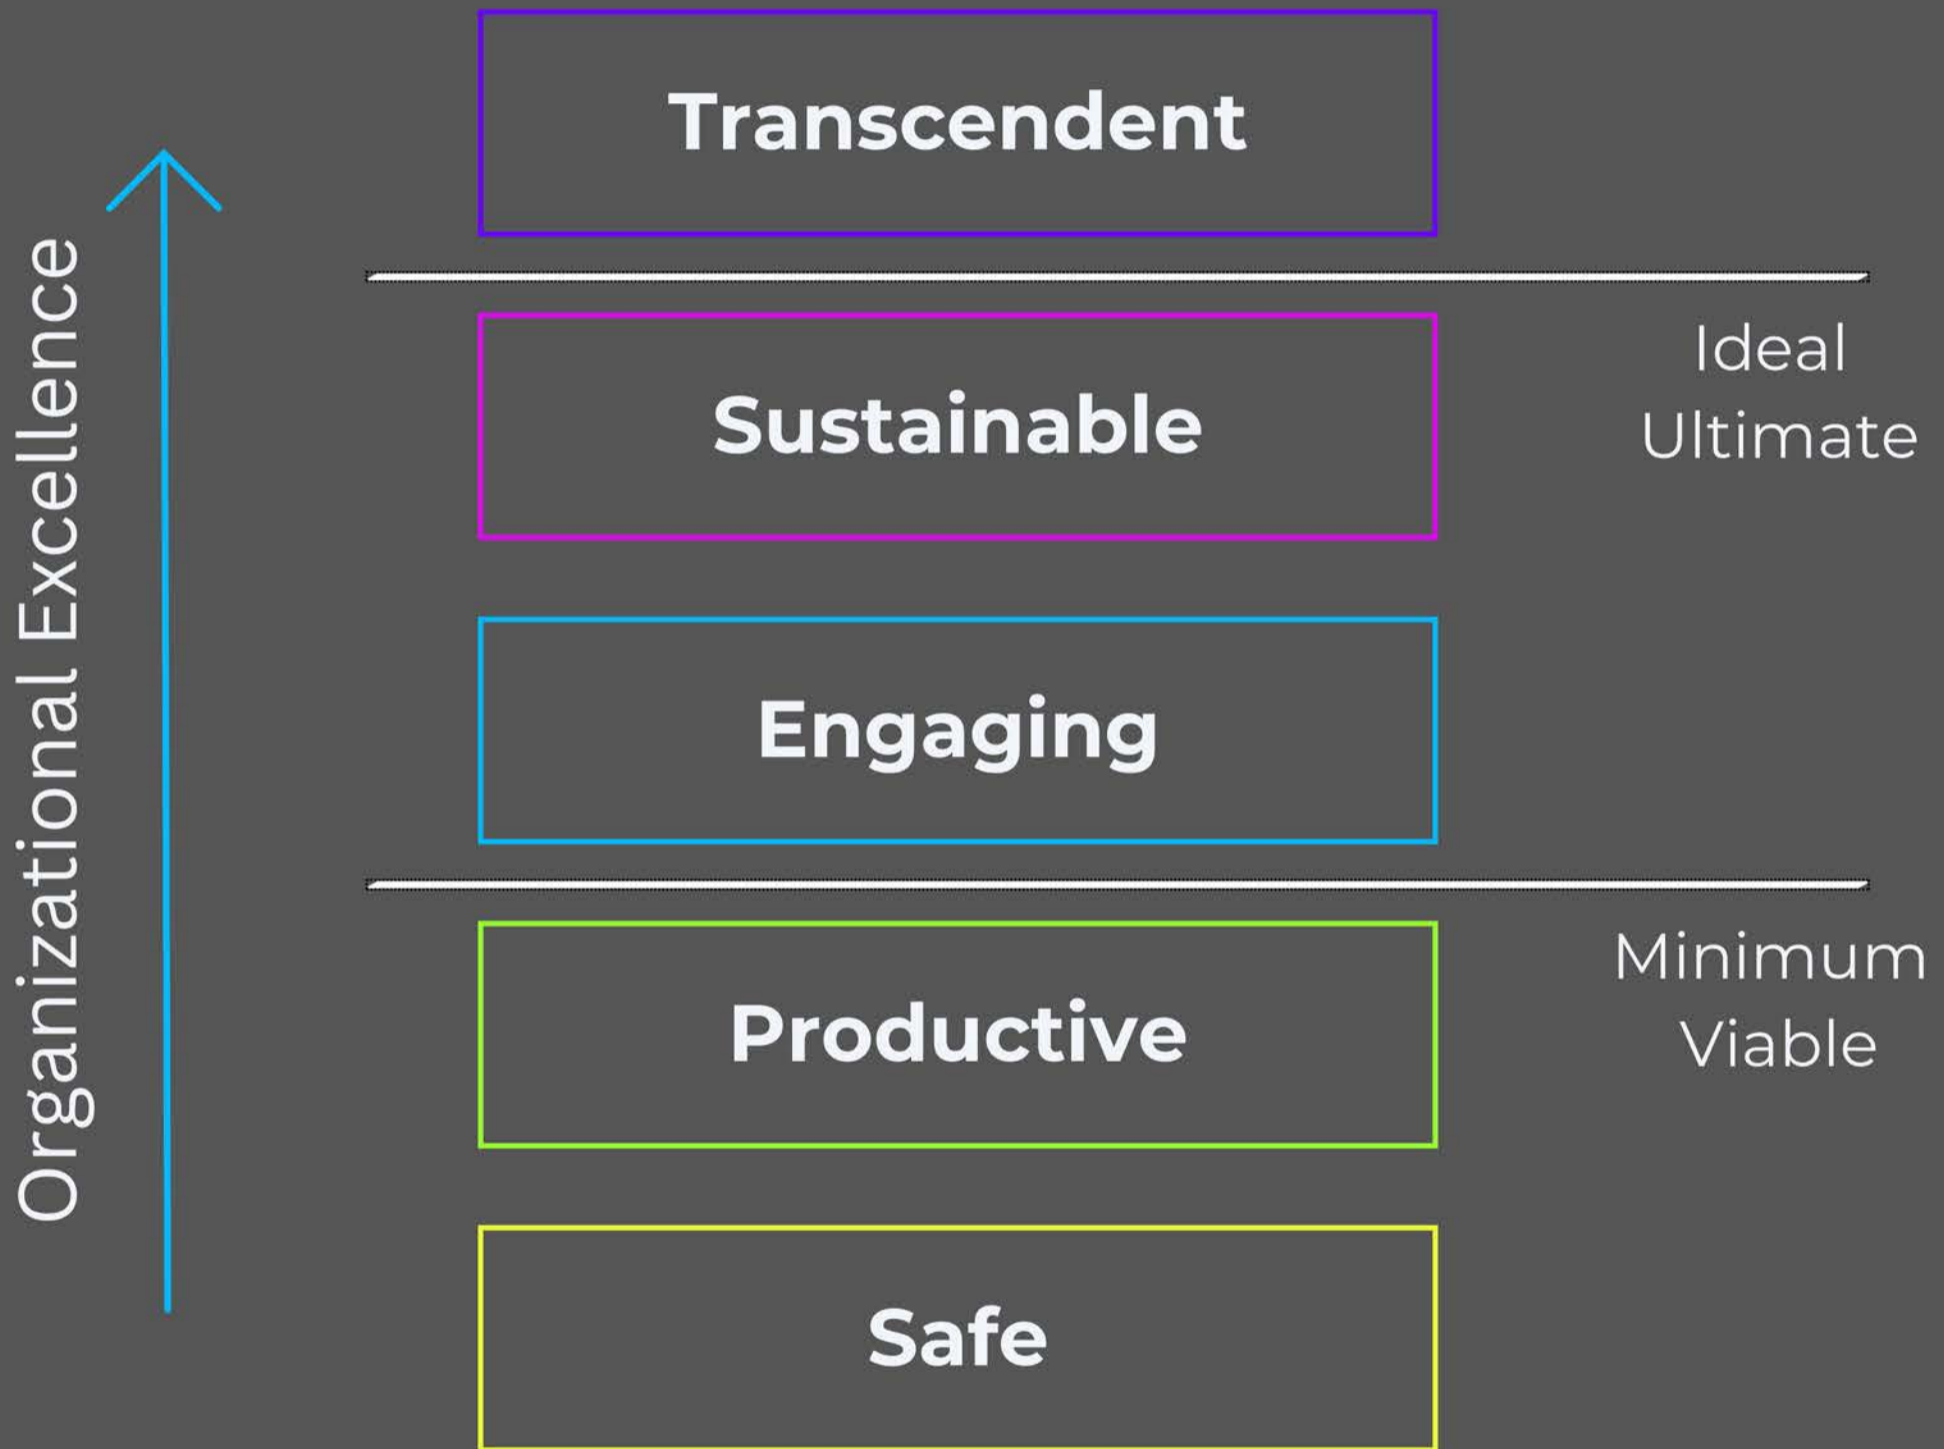 Organizational Excellence
Transcendent
Sustainable
Ideal
Ultimate
Engaging
Productive
Minimum
Viable
Safe